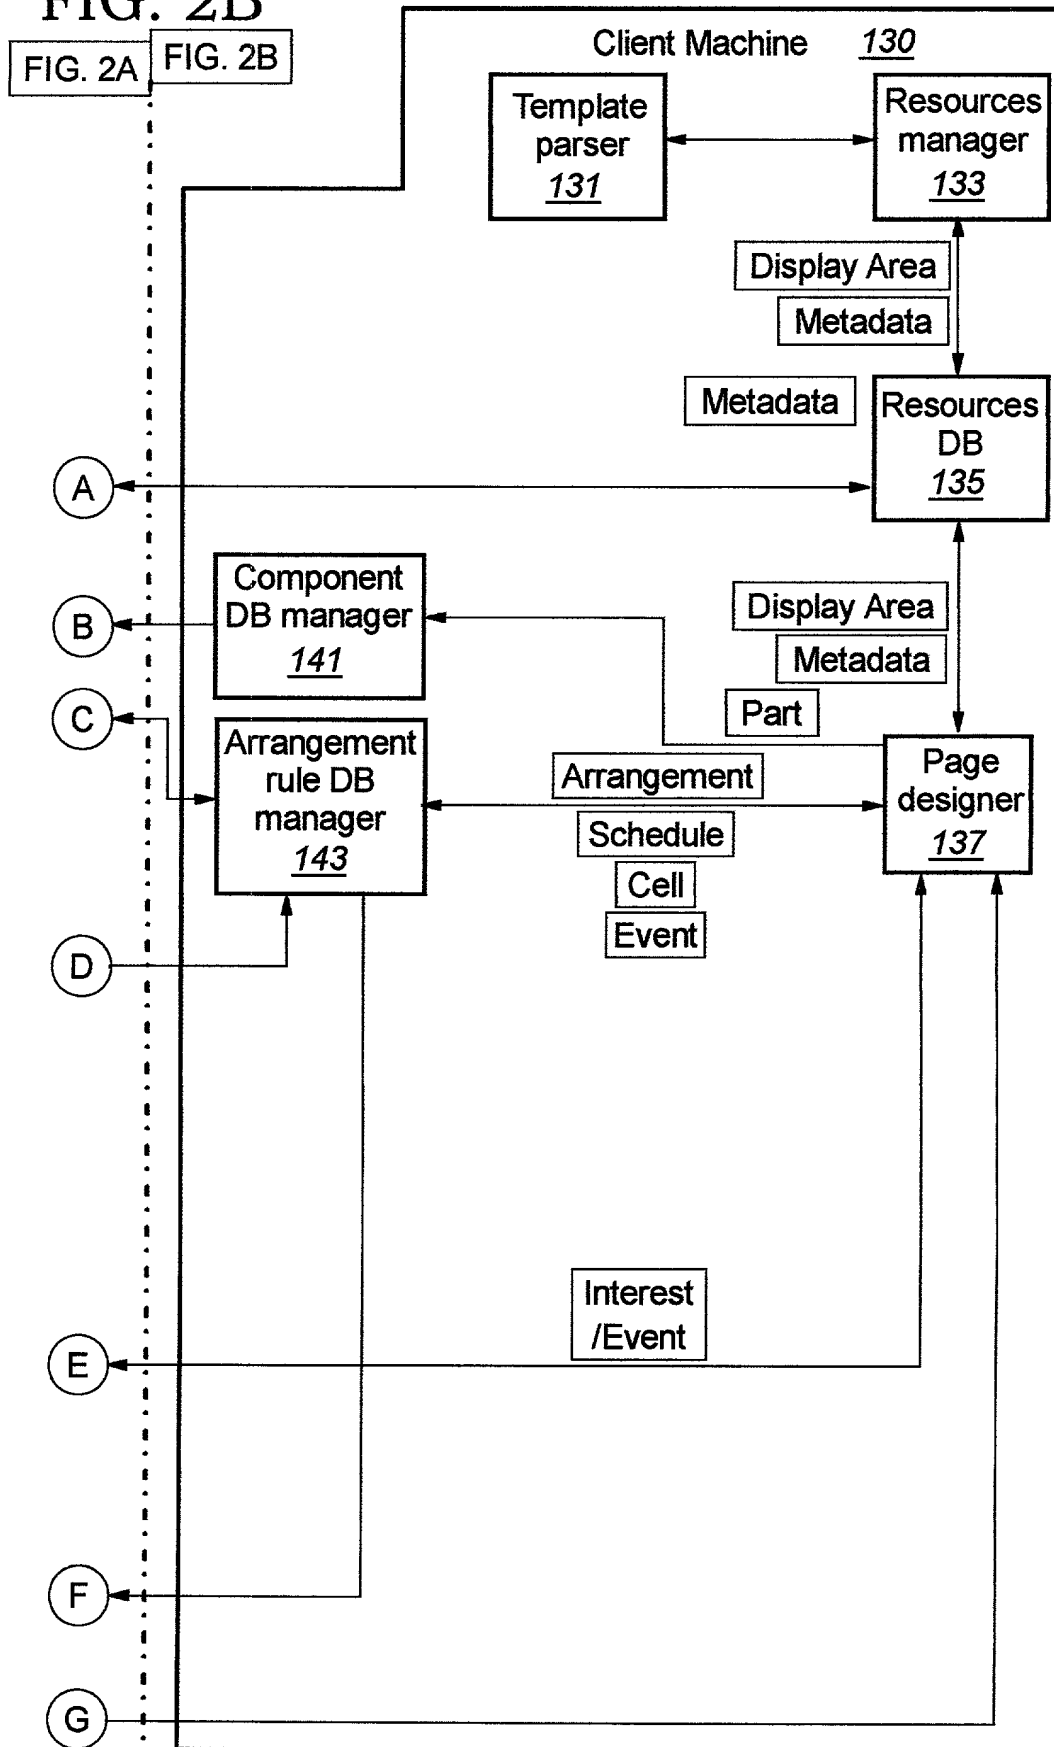 FIG. 2B
FIG. 2A
FIG. 2B
Client Machine 130
Template
parser
131
Resources
manager
133
Display Area
Metadata
Metadata
Resources
DB
135
A
Component
DB manager
141
B
Display Area
Metadata
C
Part
Arrangement
rule DB
manager
143
Arrangement
Schedule
Cell
Event
Page
designer
137
D
Interest
/Event
E
F
G